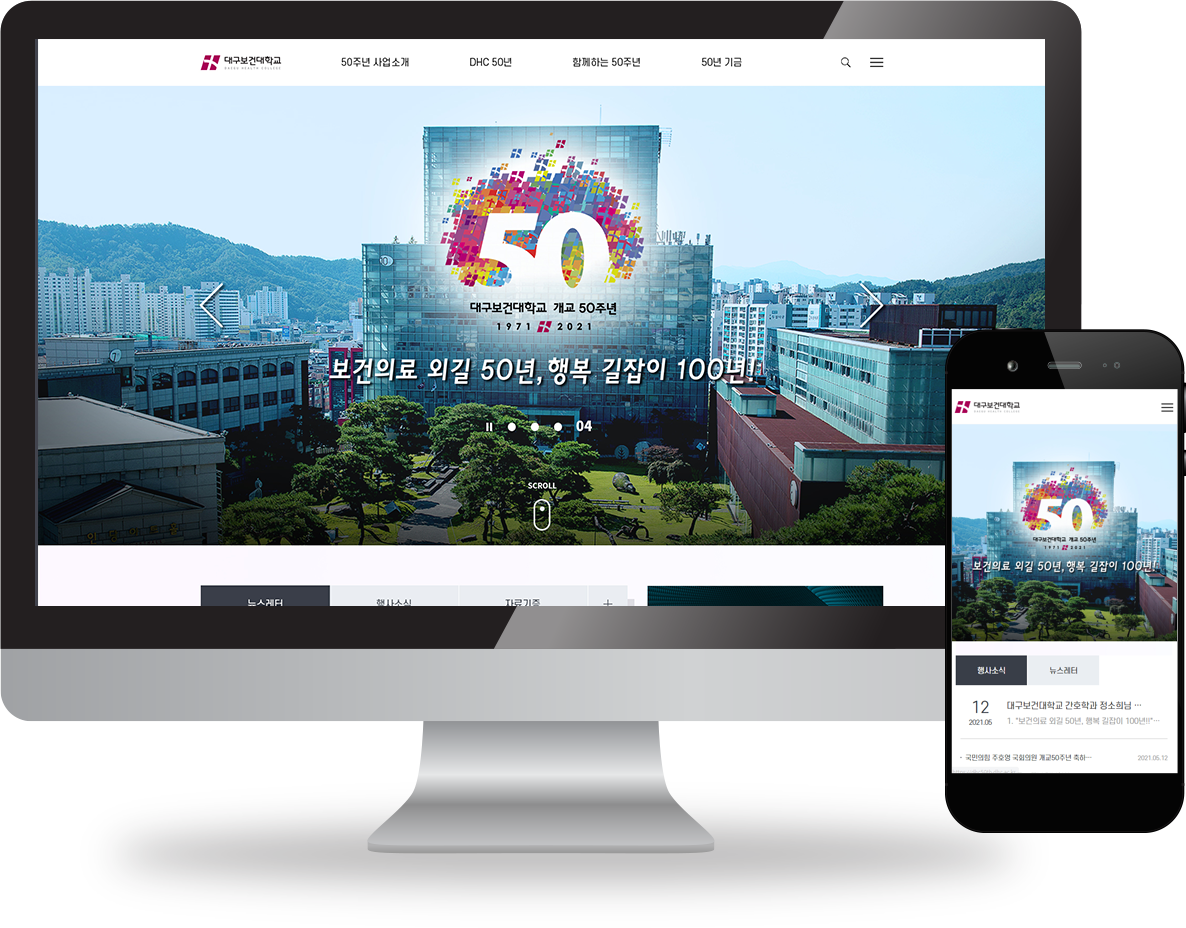 대구보건대학교
DAEGU HEALTH COLLEGE
50주년 사업소개
DHC 50년
함께하는 50주년
50년 기금
50
대구보건대학교 개교 50주년
1971 2021
보건의료 외길 50년, 행복 길잡이 100년!
04
SCROLL
뉴스레터
행사소식
자료기증
대구보건대학교
DAEGU HEALTH COLLEGE
50
대구보건대학교 개교 50주년
1971 2021
보건의료 외길 50년, 행복 길잡이 100년!
행사소식
뉴스레터
12
2021.05
대구보건대학교 간호학과 정소희님 ···
1. "보건의료 외길 50년, 행복 길잡이 100년!!"···
· 국민의힘 주호영 국회의원 개교50주년 축하···
2021.05.12